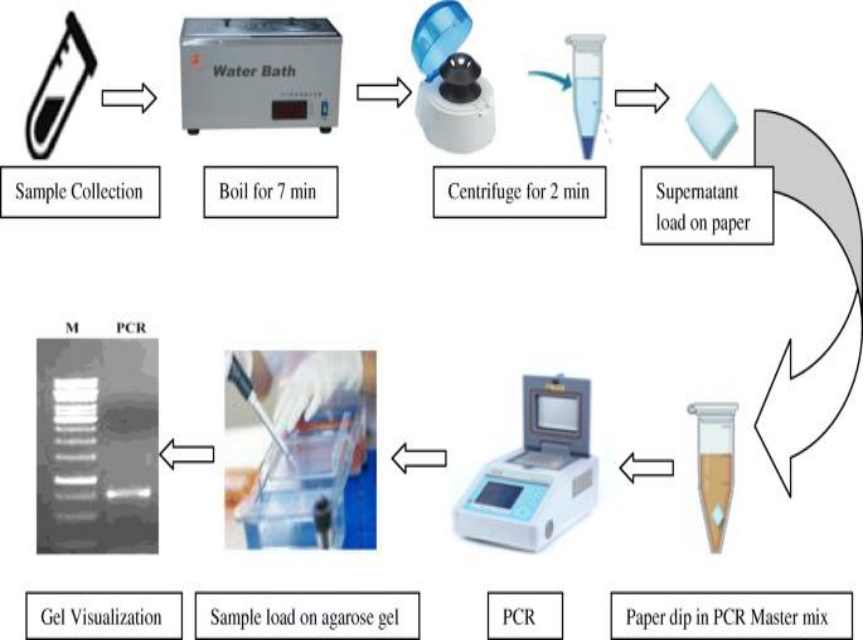 Water Bath
Sample Collection
Boil for 7 min
Centrifuge for 2 min
Supernatant
load on paper
M PCR
Gel Visualization
Sample load on agarose gel
PCR
Paper dip in PCR Master mix